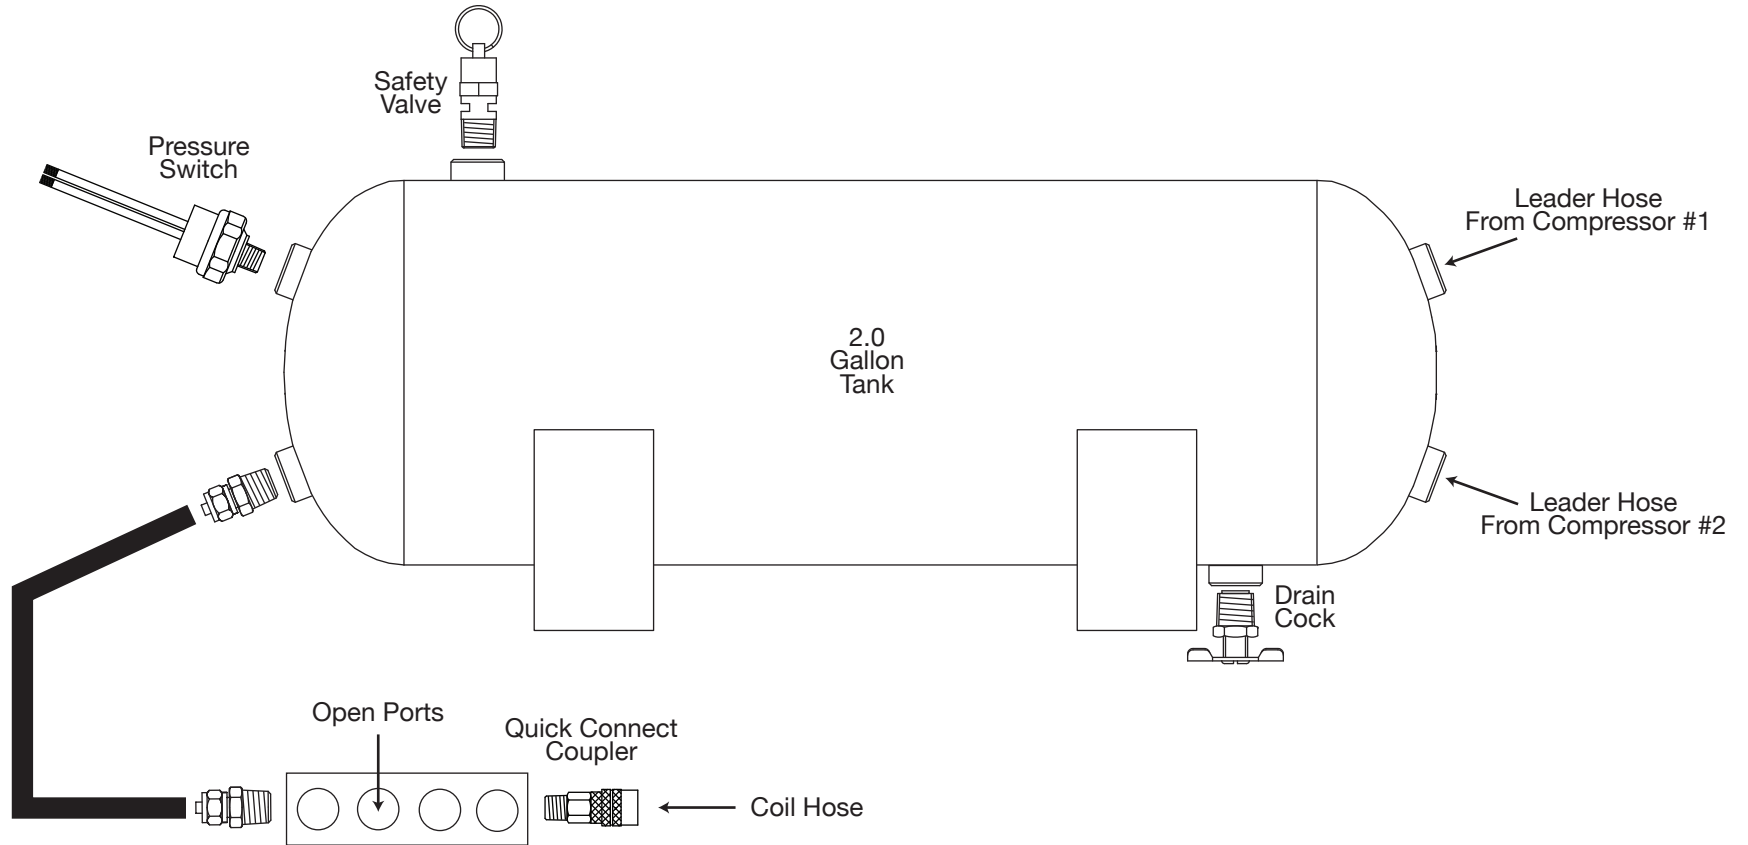 Safety
Valve
Pressure
Switch
Leader Hose
From Compressor #1
2.0
Gallon
Tank
Leader Hose
From Compressor #2
Drain
Cock
Open Ports
Quick Connect
Coupler
Coil Hose